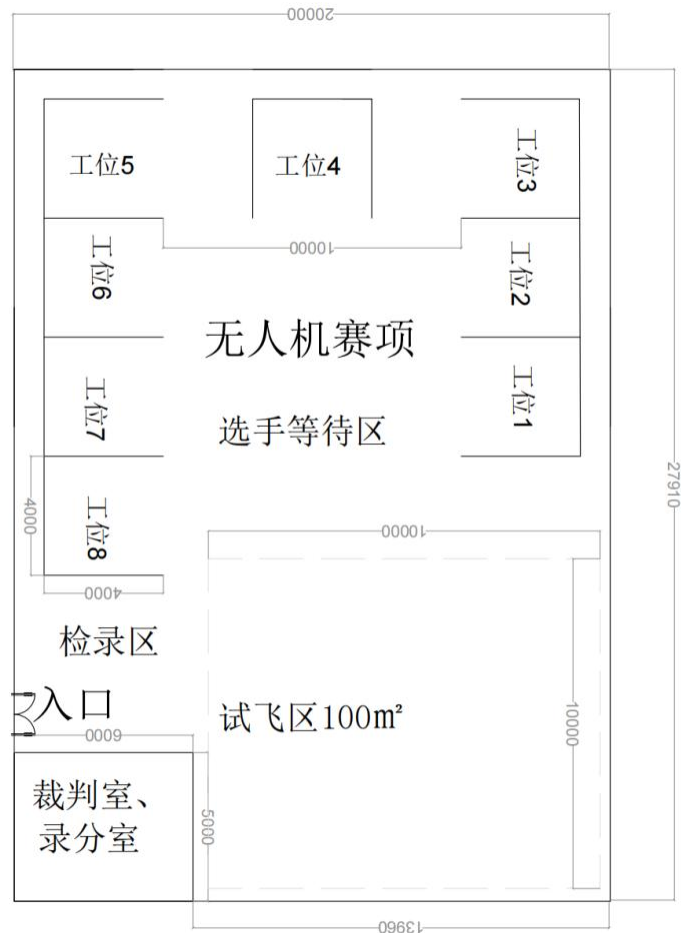 20000
工位5
工位4
工位3
10000
工位6
工位2
无人机赛项
工位7
工位1
选手等待区
27910
4000
工位8
10000
4000
检录区
入口
试飞区100㎡
10000
6000
裁判室、
录分室
5000
13960